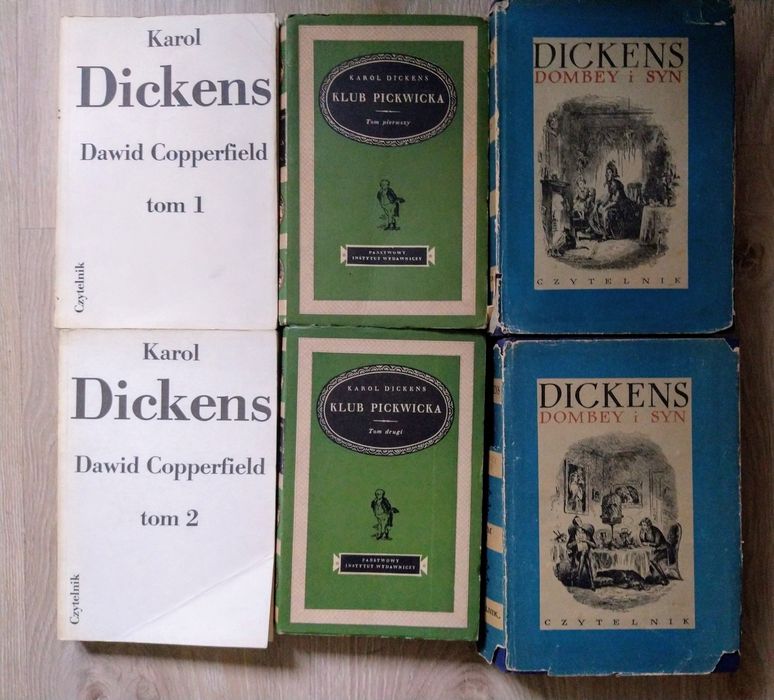 Karol
Dickens
Dawid Copperfield
tom 1
Czytelnik
KAROL DICKENS
KLUB PICKWICKA
Tom pierwszy
PAŃSTWOWY
INSTYTUT WYDAWNICZY
DICKENS
DOMBEY i SYN
CZYTELNIK
Karol
Dickens
Dawid Copperfield
tom 2
Czytelnik
KAROL DICKENS
KLUB PICKWICKA
Tom drugi
PAŃSTWOWY
INSTYTUT WYDAWNICZY
DICKENS
DOMBEY i SYN
CZYTELNIK